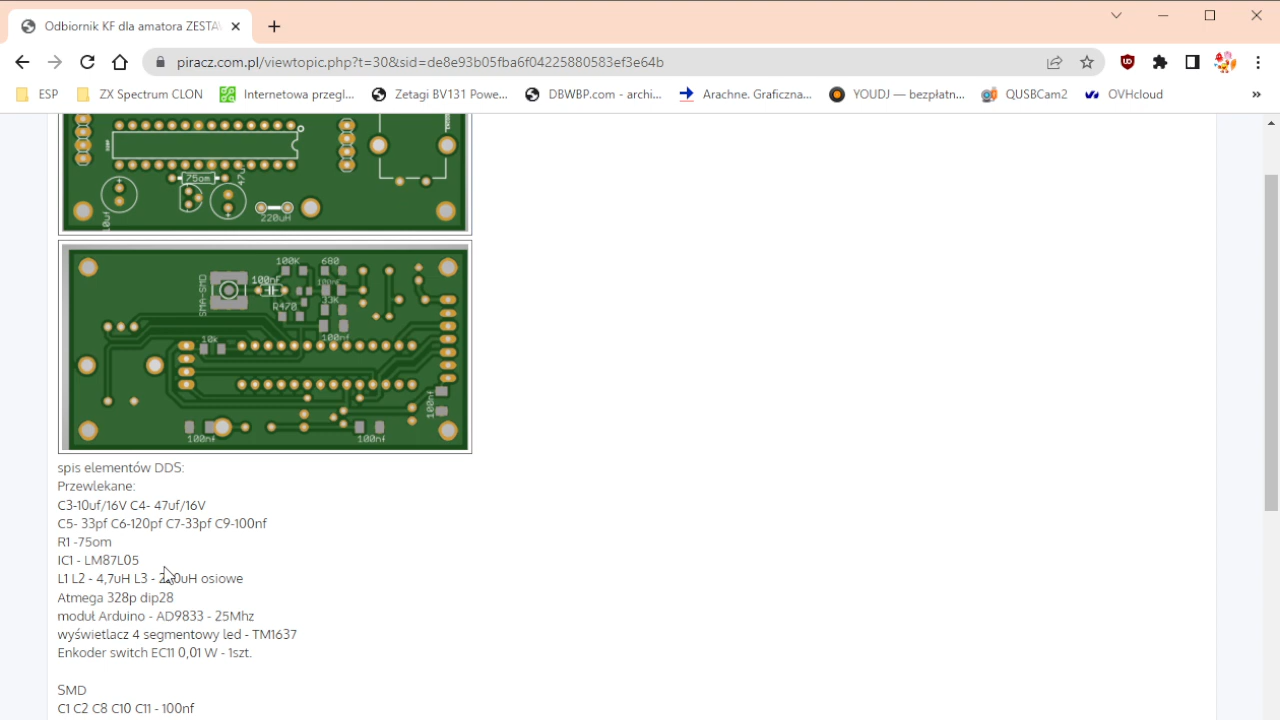 Odbiornik KF dla amatora ZESTA
piracz.com.pl/viewtopic.php?t=30&sid=0e8e93b05fbafc04225880583ef3e64b
ESP
ZX Spectrum CLON
Internetowa przegl...
Zetagi BV131 Powe...
DBWBP.com - archi...
Arachne. Graficzna...
YOUDJ — bezpłatn...
QUSBCam2
OVHcloud
»
75om
47u
10uf
220uH
100K
680
SMA-SMD
100nF
33K
R470
100nf
10k
100nf
100nf
100nf
spis elementów DDS:
Przewlekane:
C3-10uf/16V C4- 47uf/16V
C5- 33pf C6-120pf C7-33pf C9-100nf
R1 -75om
IC1 - LM87L05
L1 L2 - 4,7uH L3 - 220uH osiowe
Atmega 328p dip28
moduł Arduino - AD9833 - 25Mhz
wyświetlacz 4 segmentowy led - TM1637
Enkoder switch EC11 0,01 W - 1szt.
SMD
C1 C2 C8 C10 C11 - 100nf